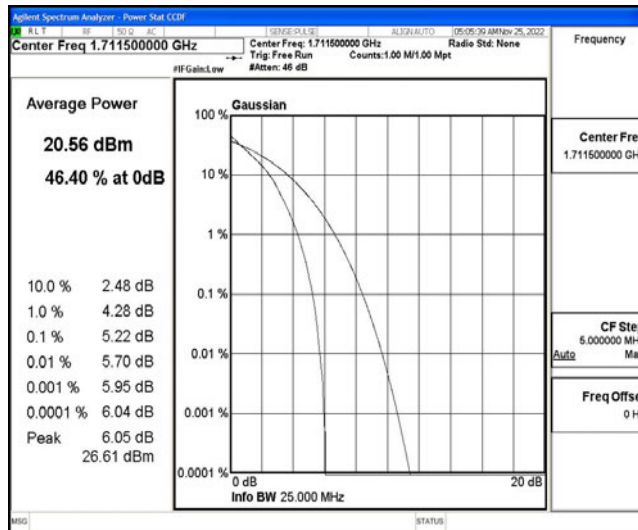 Agilent Spectrum Analyzer - Power Stat CCDF
R L T RF 50 Ω AC SENSE:PULSE ALIGN AUTO 05:05:39 AM Nov 25, 2022
Center Freq 1.711500000 GHz
Center Freq: 1.711500000 GHz Radio Std: None
Trig: Free Run Counts:1.00 M/1.00 Mpt
#IFGain:Low #Atten: 46 dB
Frequency
Average Power
20.56 dBm
46.40 % at 0dB
10.0 % 2.48 dB
1.0 % 4.28 dB
0.1 % 5.22 dB
0.01 % 5.70 dB
0.001 % 5.95 dB
0.0001 % 6.04 dB
Peak 6.05 dB
26.61 dBm
Gaussian
100 %
10 %
1 %
0.1 %
0.01 %
0.001 %
0.0001 %
0 dB 20 dB
Info BW 25.000 MHz
Center Fre
1.711500000 GH
CF Ste
5.000000 MH
Auto Ma
Freq Offse
0 H
MSG STATUS